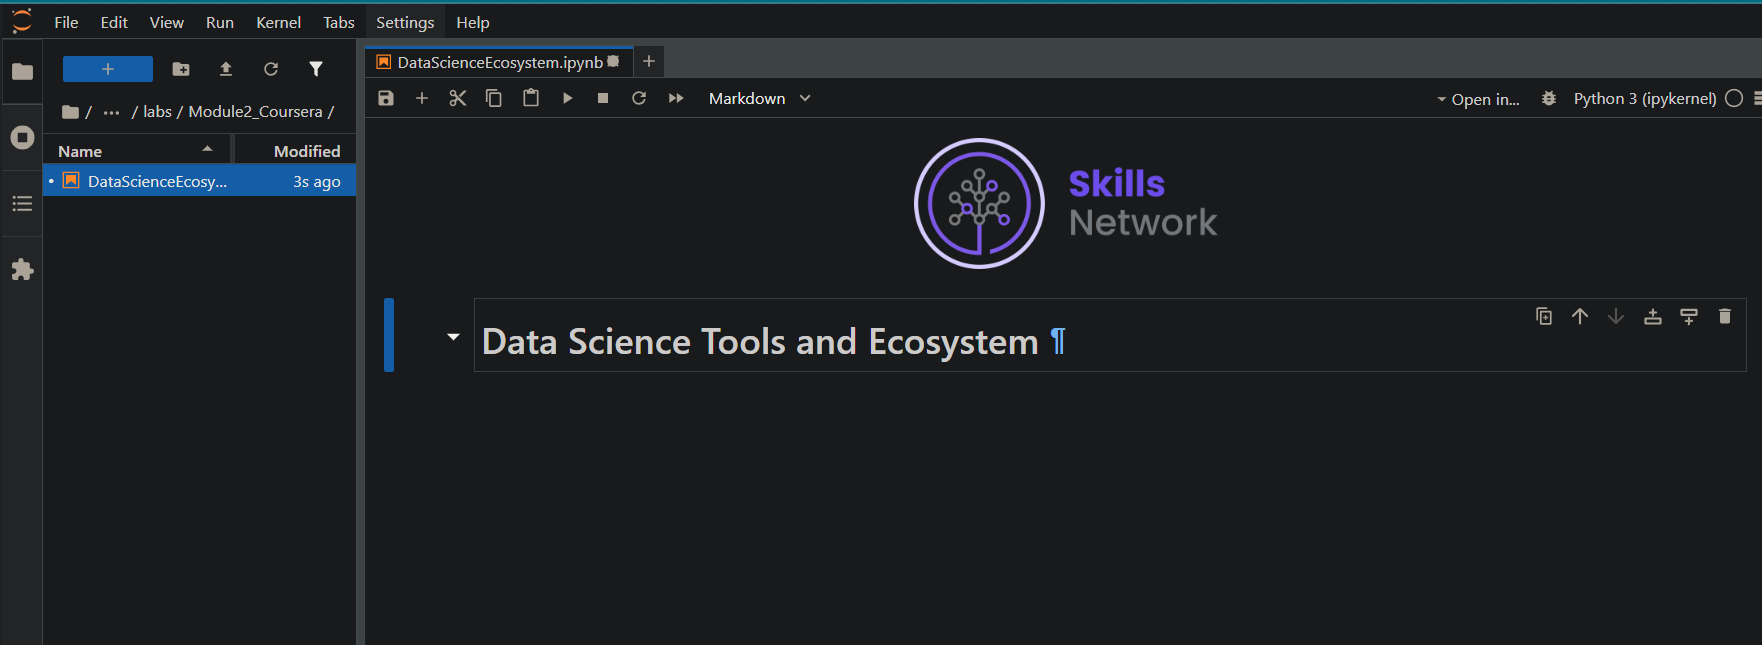 File Edit View Run Kernel Tabs Settings Help
DataScienceEcosystem.ipynb
/ ... / labs / Module2_Coursera /
Markdown
Open in...
Python 3 (ipykernel)
Name Modified
DataScienceEcosy... 3s ago
Skills
Network
Data Science Tools and Ecosystem ¶